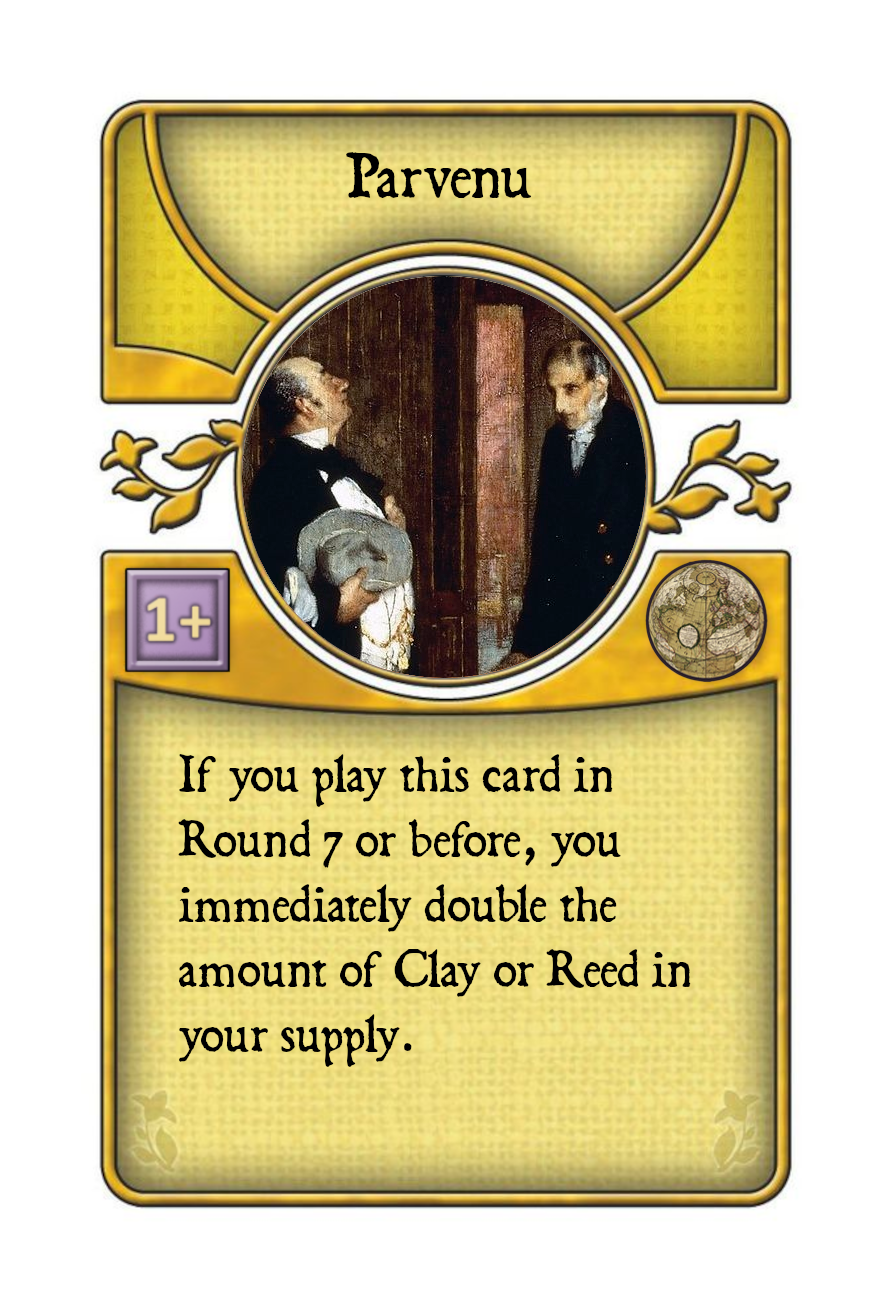 Parvenu
1+
If you play this card in
Round 7 or before, you
immediately double the
amount of Clay or Reed in
your supply.